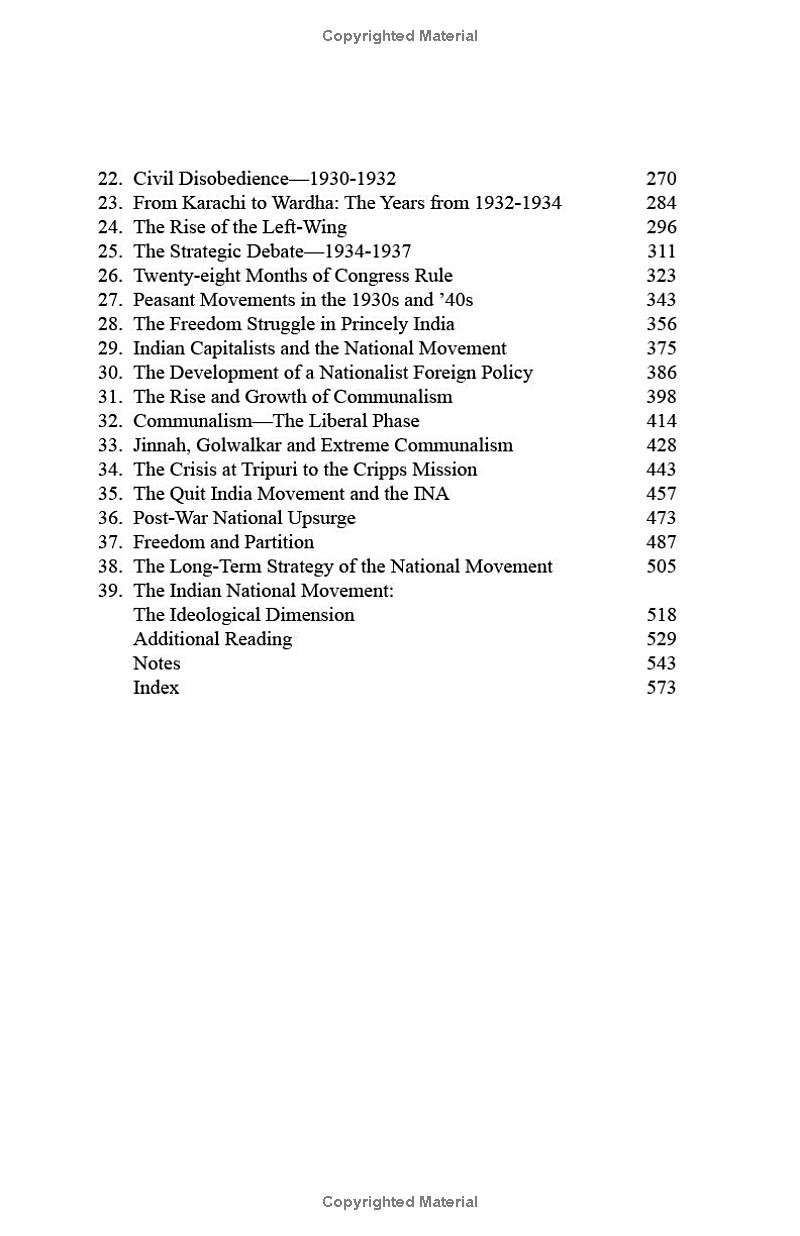 Copyrighted Material
22. Civil Disobedience—1930-1932 270
23. From Karachi to Wardha: The Years from 1932-1934 284
24. The Rise of the Left-Wing 296
25. The Strategic Debate—1934-1937 311
26. Twenty-eight Months of Congress Rule 323
27. Peasant Movements in the 1930s and ’40s 343
28. The Freedom Struggle in Princely India 356
29. Indian Capitalists and the National Movement 375
30. The Development of a Nationalist Foreign Policy 386
31. The Rise and Growth of Communalism 398
32. Communalism—The Liberal Phase 414
33. Jinnah, Golwalkar and Extreme Communalism 428
34. The Crisis at Tripuri to the Cripps Mission 443
35. The Quit India Movement and the INA 457
36. Post-War National Upsurge 473
37. Freedom and Partition 487
38. The Long-Term Strategy of the National Movement 505
39. The Indian National Movement:
The Ideological Dimension 518
Additional Reading 529
Notes 543
Index 573
Copyrighted Material